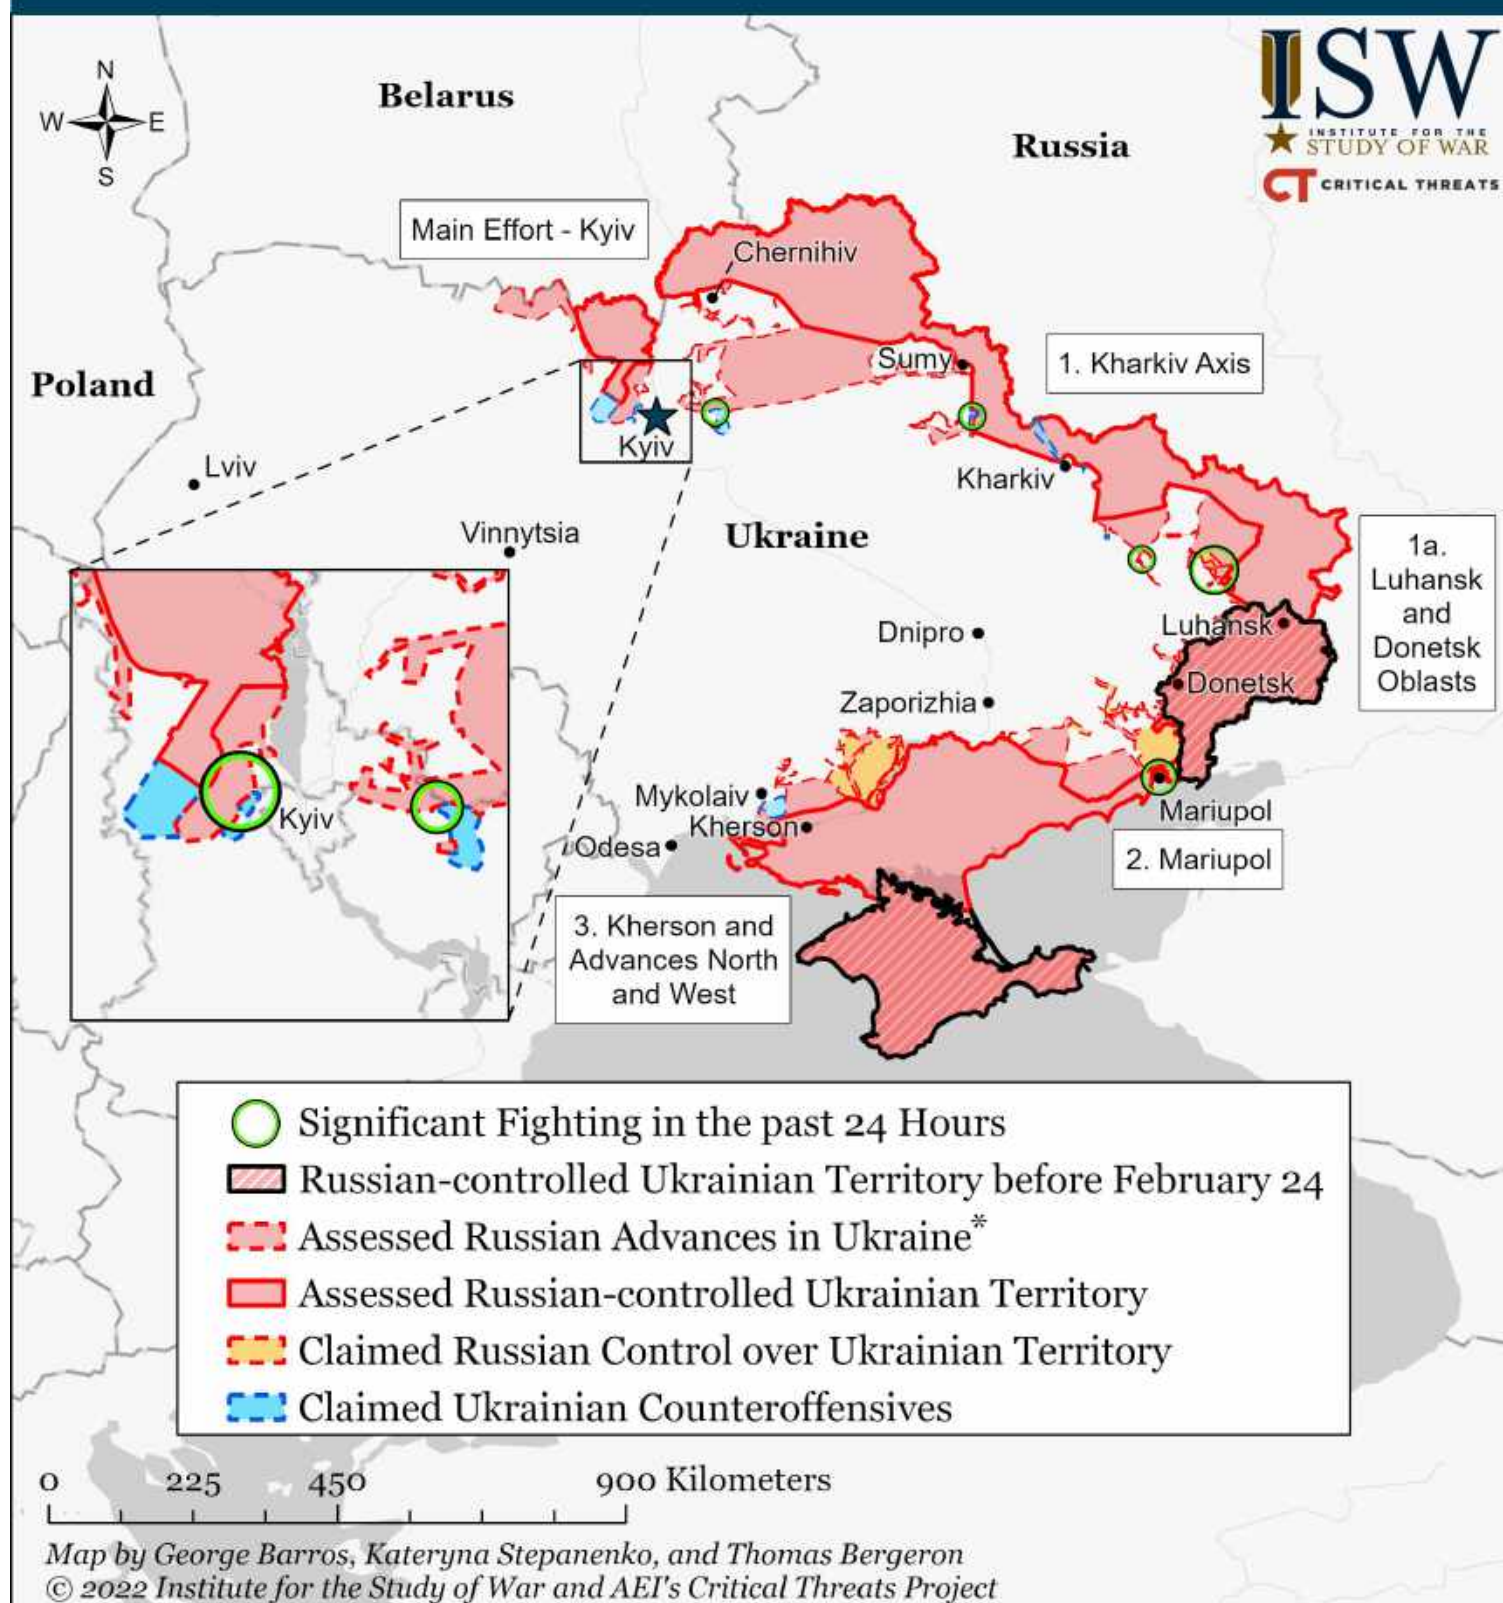 N
W E
S
Belarus
Russia
ISW
INSTITUTE FOR THE
STUDY OF WAR
CT CRITICAL THREATS
Main Effort - Kyiv
Chernihiv
Sumy
1. Kharkiv Axis
Poland
Kyiv
Lviv
Kharkiv
Vinnytsia
Ukraine
1a.
Luhansk
and
Donetsk
Oblasts
Dnipro
Luhansk
Donetsk
Zaporizhia
Mykolaiv
Kherson
Odesa
Mariupol
2. Mariupol
Kyiv
3. Kherson and
Advances North
and West
Significant Fighting in the past 24 Hours
Russian-controlled Ukrainian Territory before February 24
Assessed Russian Advances in Ukraine*
Assessed Russian-controlled Ukrainian Territory
Claimed Russian Control over Ukrainian Territory
Claimed Ukrainian Counteroffensives
0 225 450 900 Kilometers
Map by George Barros, Kateryna Stepanenko, and Thomas Bergeron
© 2022 Institute for the Study of War and AEI's Critical Threats Project